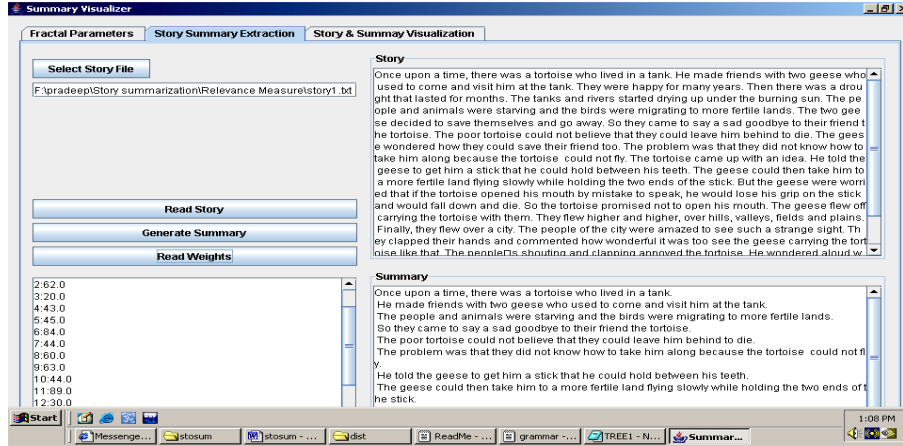 Summary Visualizer
Fractal Parameters
Story Summary Extraction
Story & Summay Visualization
Select Story File
F:\pradeep\Story summarization\Relevance Measure\story1.txt
Read Story
Generate Summary
Read Weights
2:62.0
3:20.0
4:43.0
5:45.0
6:84.0
7:44.0
8:60.0
9:63.0
10:44.0
11:89.0
12:30.0
Story
Once upon a time, there was a tortoise who lived in a tank. He made friends with two geese who
used to come and visit him at the tank. They were happy for many years. Then there was a drou
ght that lasted for months. The tanks and rivers started drying up under the burning sun. The pe
ople and animals were starving and the birds were migrating to more fertile lands. The two gee
se decided to save themselves and go away. So they came to say a sad goodbye to their friend t
he tortoise. The poor tortoise could not believe that they could leave him behind to die. The gees
e wondered how they could save their friend too. The problem was that they did not know how to
take him along because the tortoise could not fly. The tortoise came up with an idea. He told the
geese to get him a stick that he could hold between his teeth. The geese could then take him to
a more fertile land flying slowly while holding the two ends of the stick. But the geese were worri
ed that if the tortoise opened his mouth by mistake to speak, he would lose his grip on the stick
and would fall down and die. So the tortoise promised not to open his mouth. The geese flew off
carrying the tortoise with them. They flew higher and higher, over hills, valleys, fields and plains.
Finally, they flew over a city. The people of the city were amazed to see such a strange sight. Th
ey clapped their hands and commented how wonderful it was too see the geese carrying the tort
oise like that. The people□s shouting and clapping annoyed the tortoise. He wondered aloud w
Summary
Once upon a time, there was a tortoise who lived in a tank.
He made friends with two geese who used to come and visit him at the tank.
The people and animals were starving and the birds were migrating to more fertile lands.
So they came to say a sad goodbye to their friend the tortoise.
The poor tortoise could not believe that they could leave him behind to die.
The problem was that they did not know how to take him along because the tortoise could not fl
y.
He told the geese to get him a stick that he could hold between his teeth.
The geese could then take him to a more fertile land flying slowly while holding the two ends of t
he stick.
Start
1:08 PM
Messenge...
stosum
stosum - ...
dist
ReadMe - ...
grammar -...
TREE1 - N...
Summar...